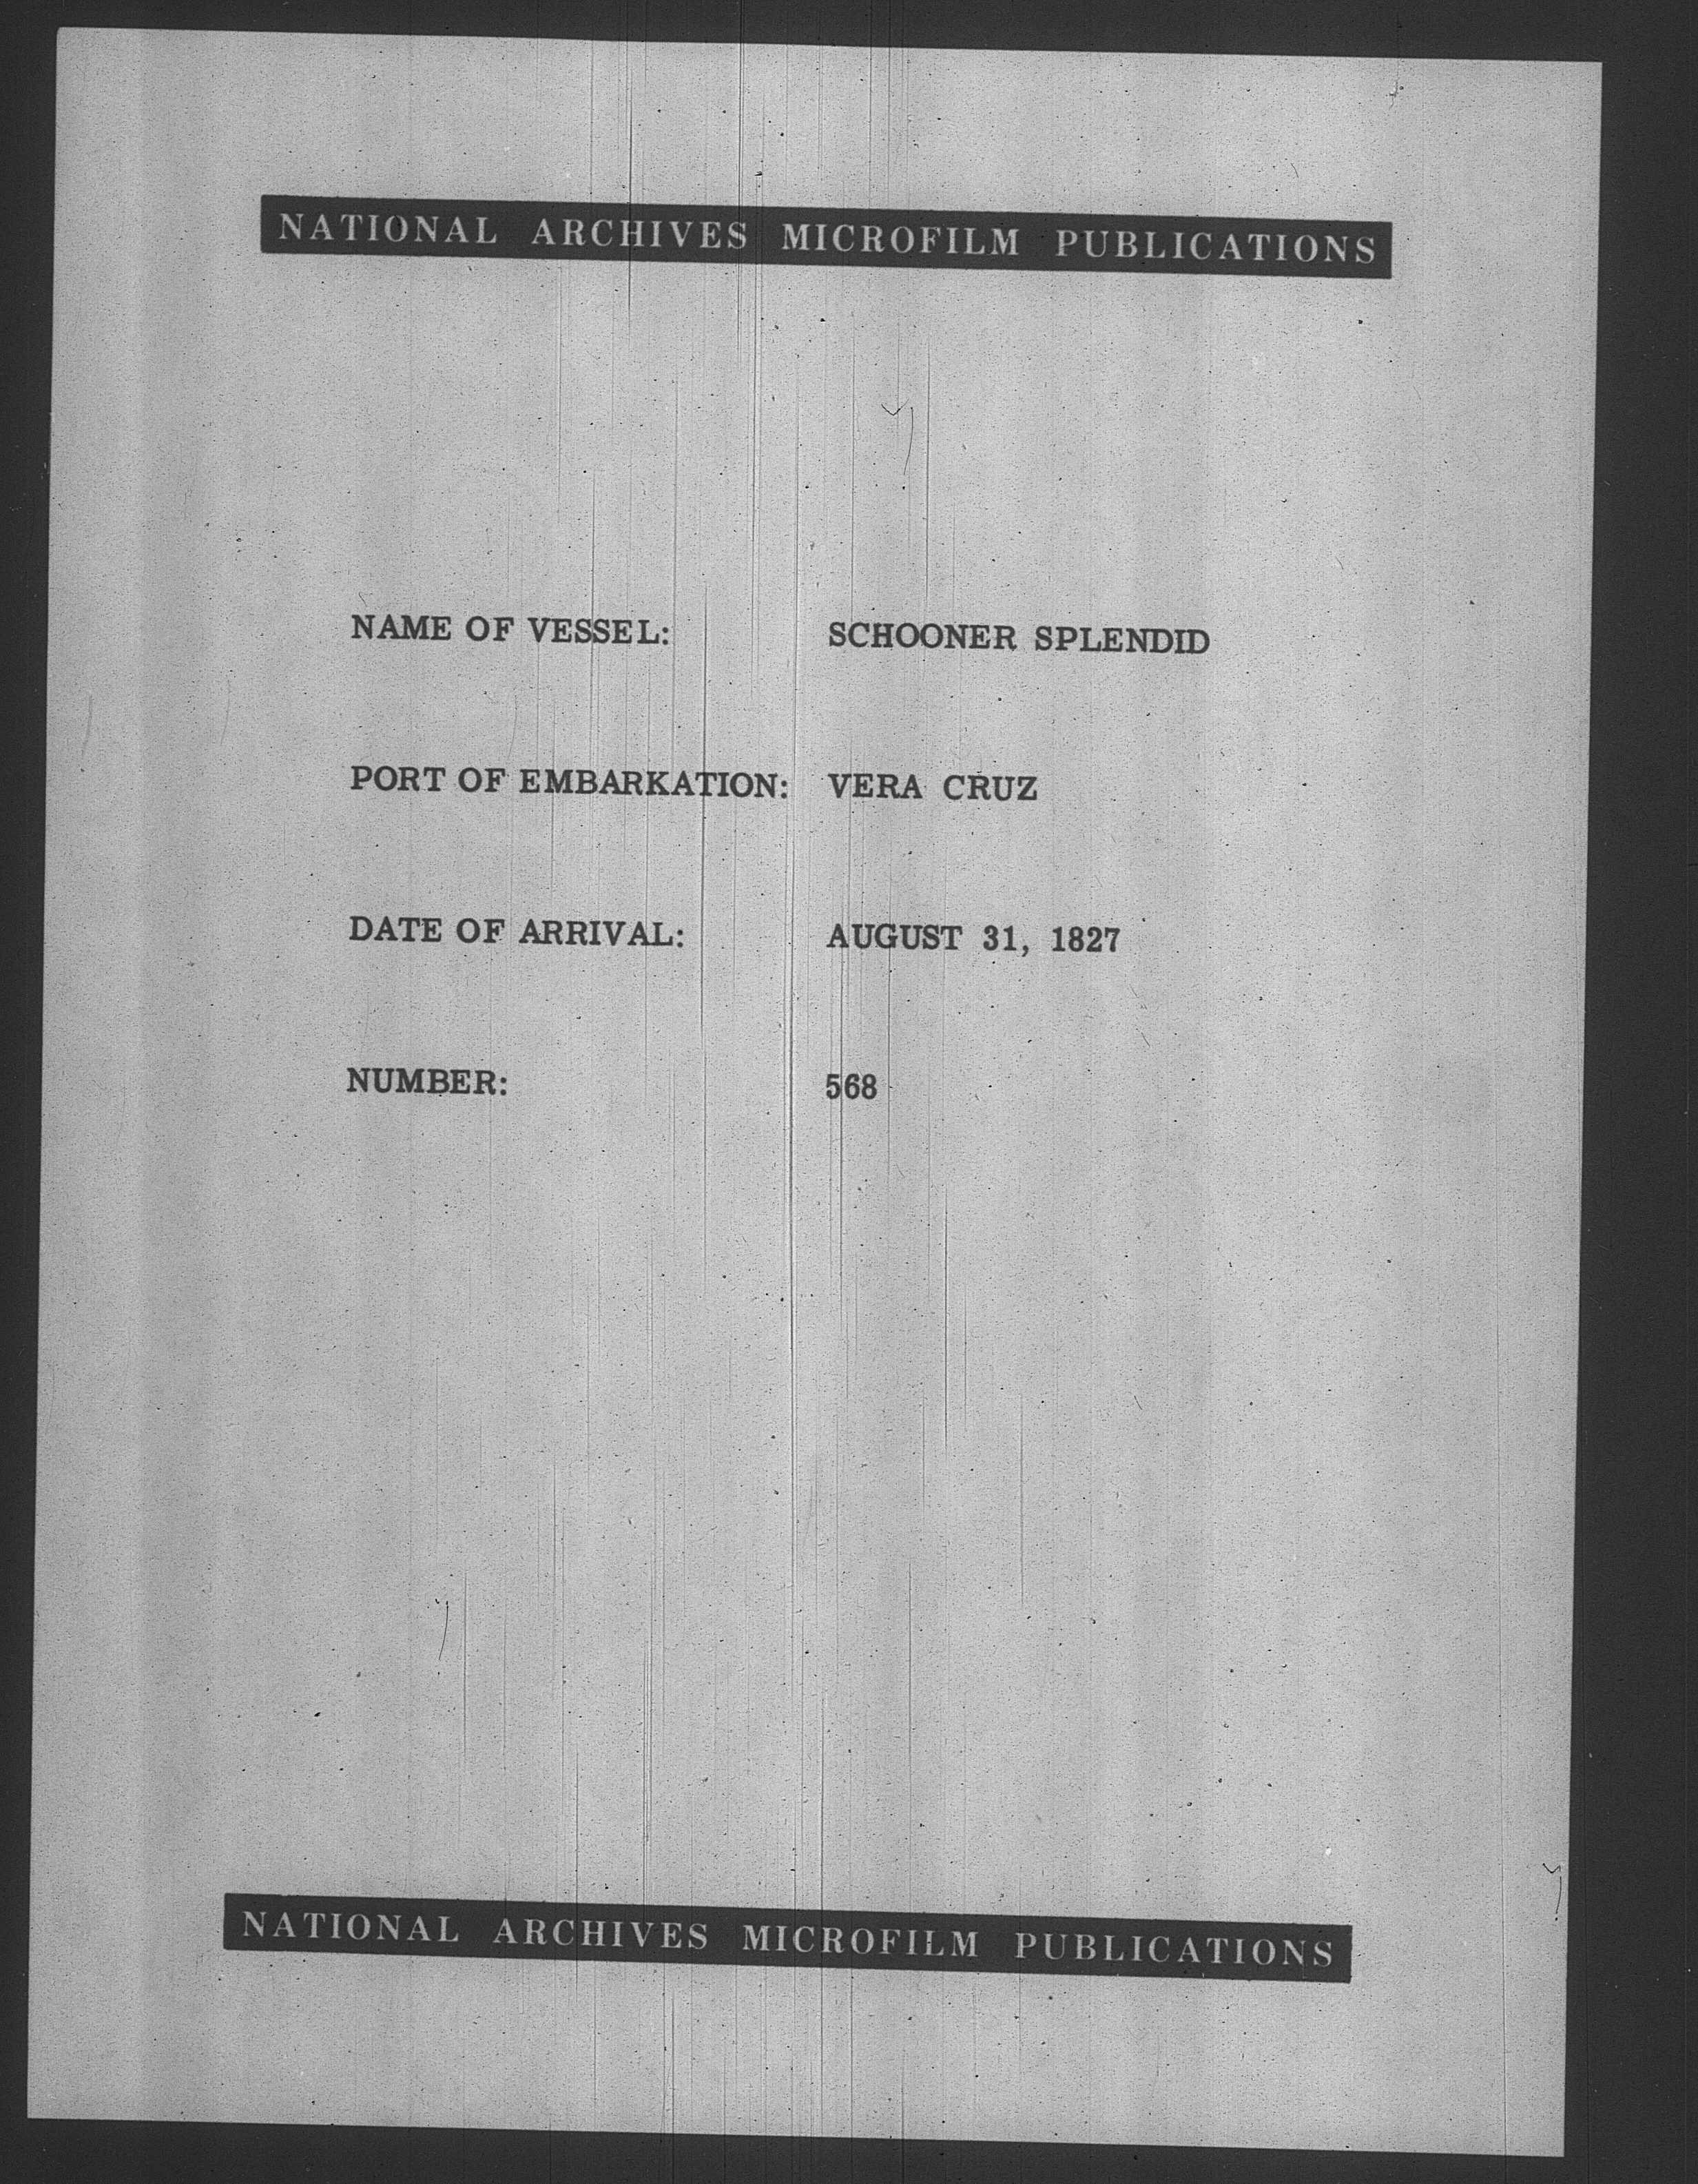 NATIONAL ARCHIVES MICROFILM PUBLICATIONS
NAME OF VESSEL: SCHOONER SPLENDID
PORT OF EMBARKATION: VERA CRUZ
DATE OF ARRIVAL: AUGUST 31, 1827
NUMBER: 568
NATIONAL ARCHIVES MICROFILM PUBLICATIONS